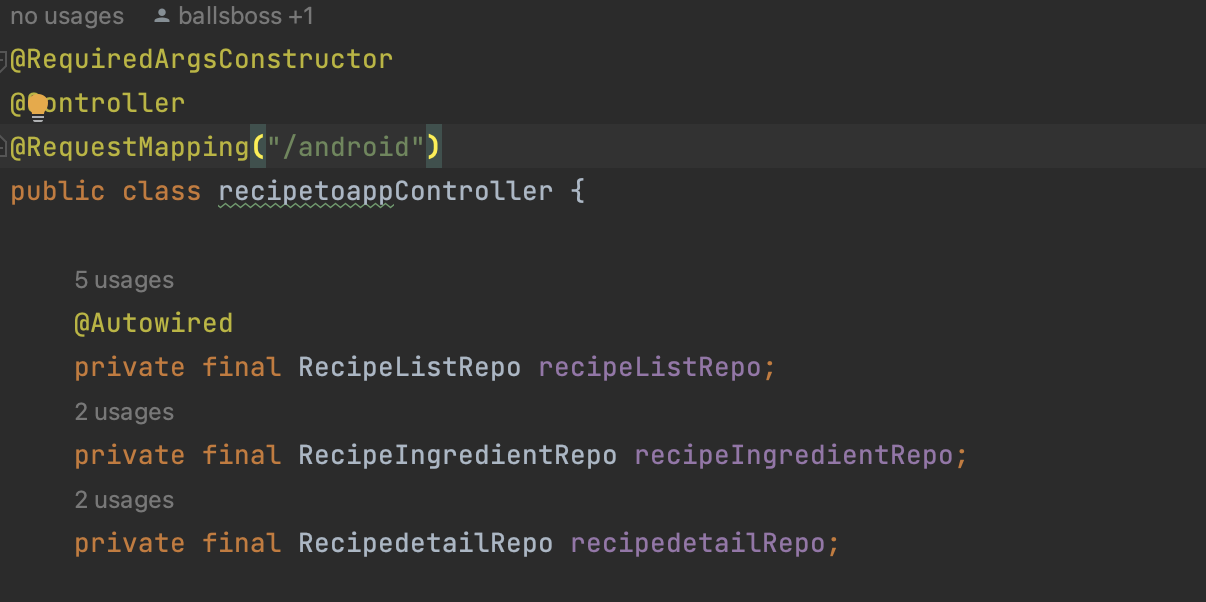 no usages ballsboss +1
@RequiredArgsConstructor
@Controller
@RequestMapping("/android")
public class recipetoappController {
5 usages
@Autowired
private final RecipeListRepo recipeListRepo;
2 usages
private final RecipeIngredientRepo recipeIngredientRepo;
2 usages
private final RecipedetailRepo recipedetailRepo;